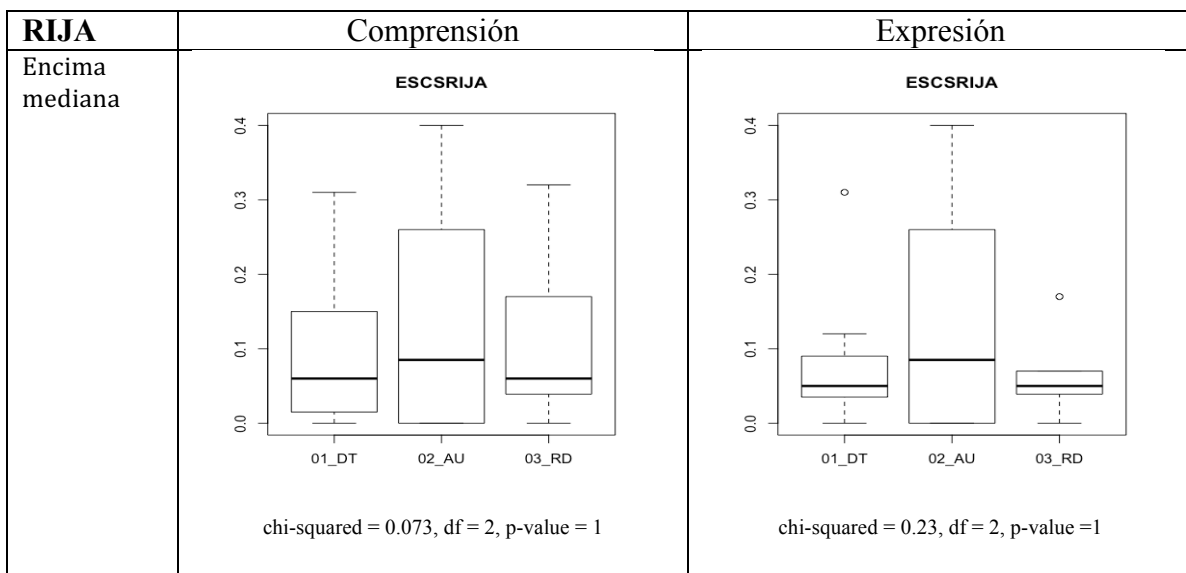 RIJA Comprensión Expresión
Encima
mediana
ESCSRIJA
0.4
0.3
0.2
0.1
0.0
01_DT 02_AU 03_RD
chi-squared = 0.073, df = 2, p-value = 1
ESCSRIJA
0.4
0.3
0.2
0.1
0.0
01_DT 02_AU 03_RD
chi-squared = 0.23, df = 2, p-value =1